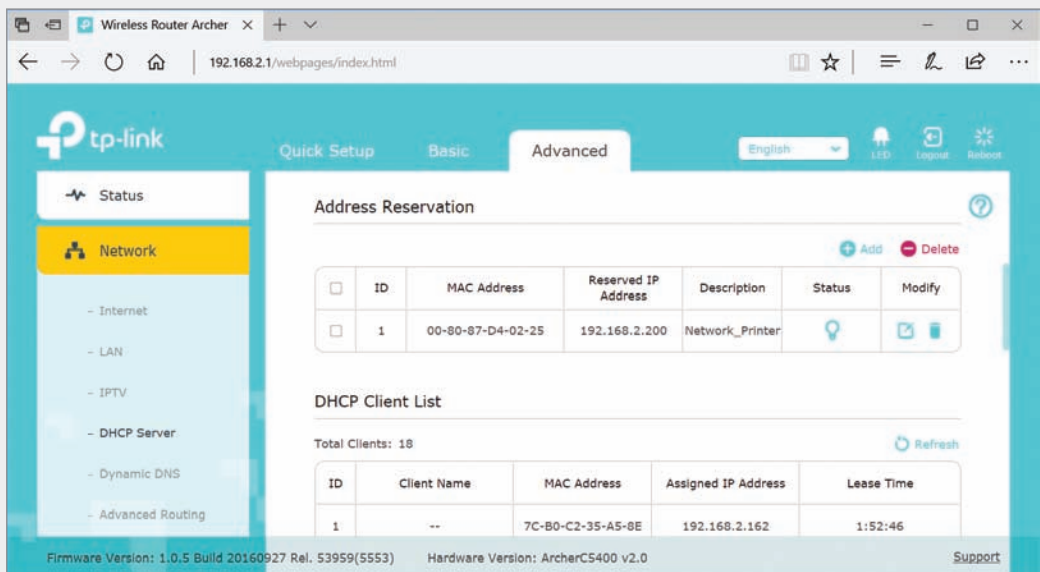 Wireless Router Archer
192.168.2.1/webpages/index.html
tp-link
Quick Setup Basic Advanced English LED Logout Reboot
Status
Network
- Internet
- LAN
- IPTV
- DHCP Server
- Dynamic DNS
- Advanced Routing
Address Reservation
Add Delete
ID MAC Address Reserved IP Address Description Status Modify
1 00-80-87-D4-02-25 192.168.2.200 Network_Printer
DHCP Client List
Total Clients: 18 Refresh
ID Client Name MAC Address Assigned IP Address Lease Time
1 -- 7C-B0-C2-35-A5-8E 192.168.2.162 1:52:46
Firmware Version: 1.0.5 Build 20160927 Rel. 53959(5553) Hardware Version: ArcherC5400 v2.0 Support